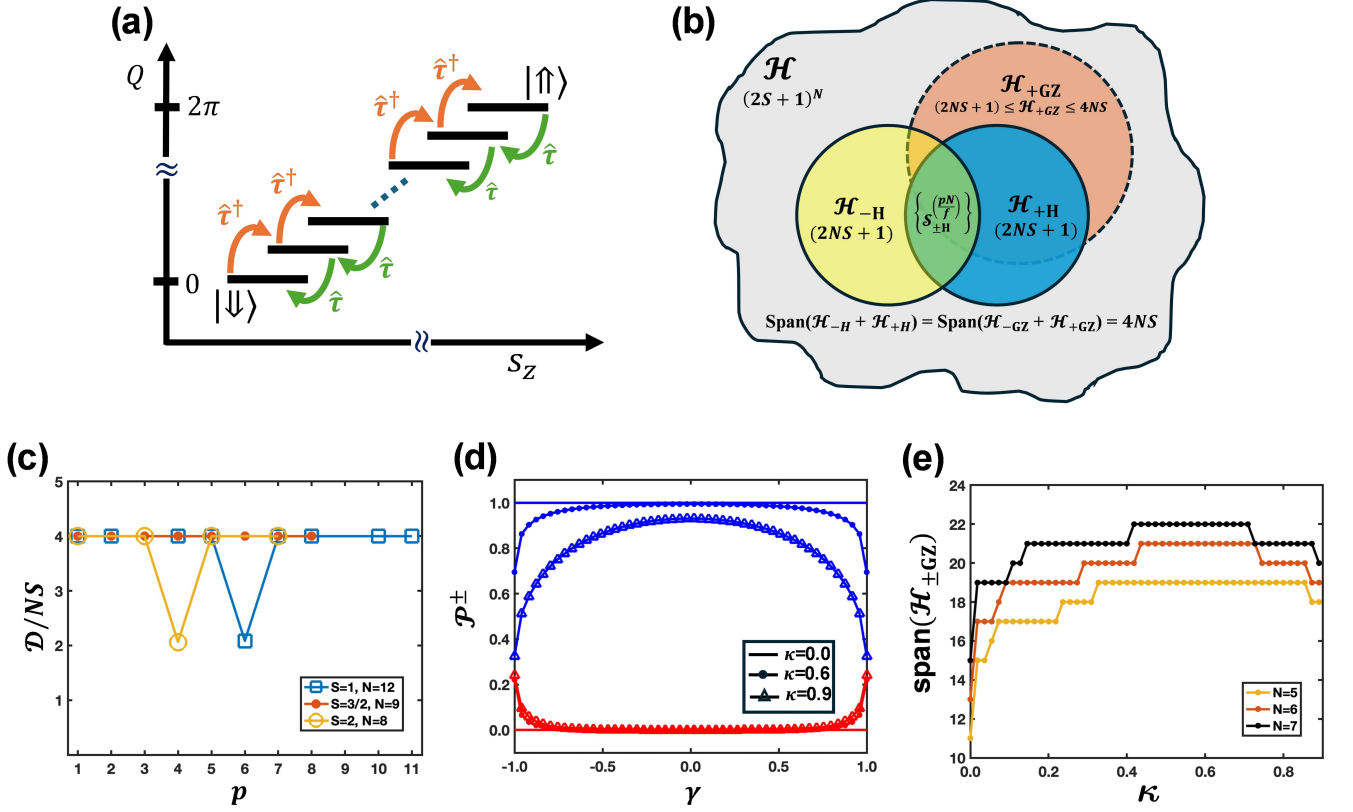 (a)
Q
2π
≈
0
|⇓⟩
|⇑⟩
τ̂†
τ̂†
τ̂†
τ̂†
τ̂
τ̂
τ̂
τ̂
≈
S_Z
(b)
ℋ
(2S + 1)^N
ℋ_{+GZ}
(2NS + 1) ≤ ℋ_{+GZ} ≤ 4NS
ℋ_{−H}
(2NS + 1)
{S_{±H}^{(pN/f)}}
ℋ_{+H}
(2NS + 1)
Span(ℋ_{−H} + ℋ_{+H}) = Span(ℋ_{−GZ} + ℋ_{+GZ}) = 4NS
(c)
𝒟/NS
5
4
3
2
1
S=1, N=12
S=3/2, N=9
S=2, N=8
1 2 3 4 5 6 7 8 9 10 11
p
(d)
𝒫^±
1.0
0.8
0.6
0.4
0.2
0.0
κ=0.0
κ=0.6
κ=0.9
-1.0 -0.5 0.0 0.5 1.0
γ
(e)
span(ℋ_{±GZ})
24
22
20
18
16
14
12
10
N=5
N=6
N=7
0.0 0.2 0.4 0.6 0.8
κ